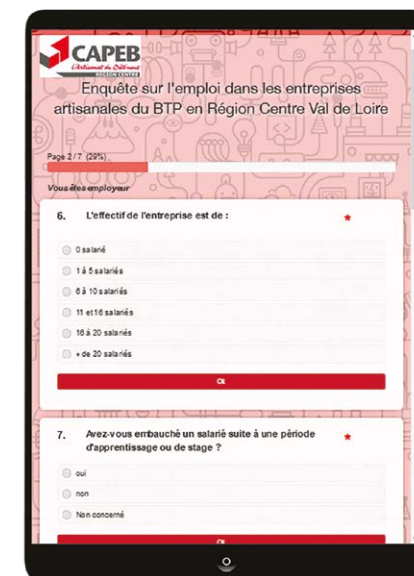 CAPEB
L'Artisanat du Bâtiment
RÉGION CENTRE
Enquête sur l'emploi dans les entreprises
artisanales du BTP en Région Centre Val de Loire
Page 2 / 7 (29%)
Vous êtes employeur
6. L'effectif de l'entreprise est de : *
0 salarié
1 à 5 salariés
6 à 10 salariés
11 et 16 salariés
16 à 20 salariés
+ de 20 salariés
Ok
7. Avez-vous embauché un salarié suite à une période *
d'apprentissage ou de stage ?
oui
non
Non concerné
Ok